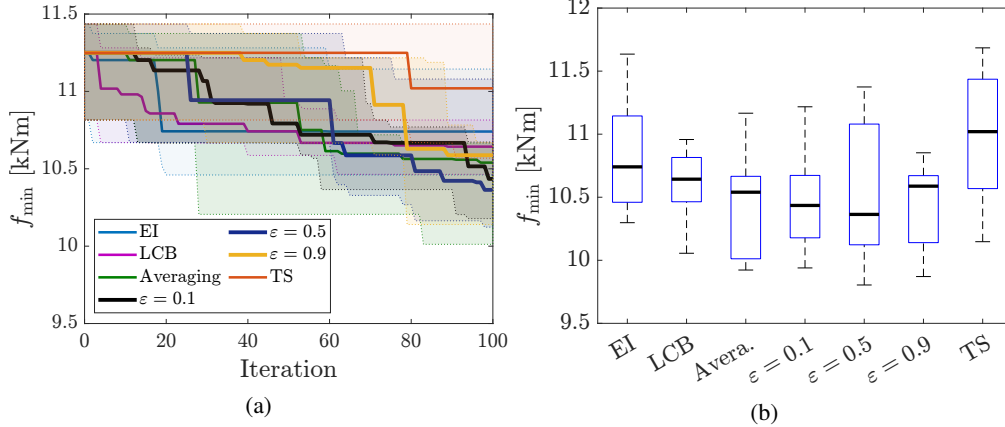 11.5
11
10.5
10
9.5
f_min [kNm]
EI
LCB
Averaging
ε = 0.1
ε = 0.5
ε = 0.9
TS
0
20
40
60
80
100
Iteration
(a)
12
11.5
11
10.5
10
9.5
f_min [kNm]
EI
LCB
Avera.
ε = 0.1
ε = 0.5
ε = 0.9
TS
(b)